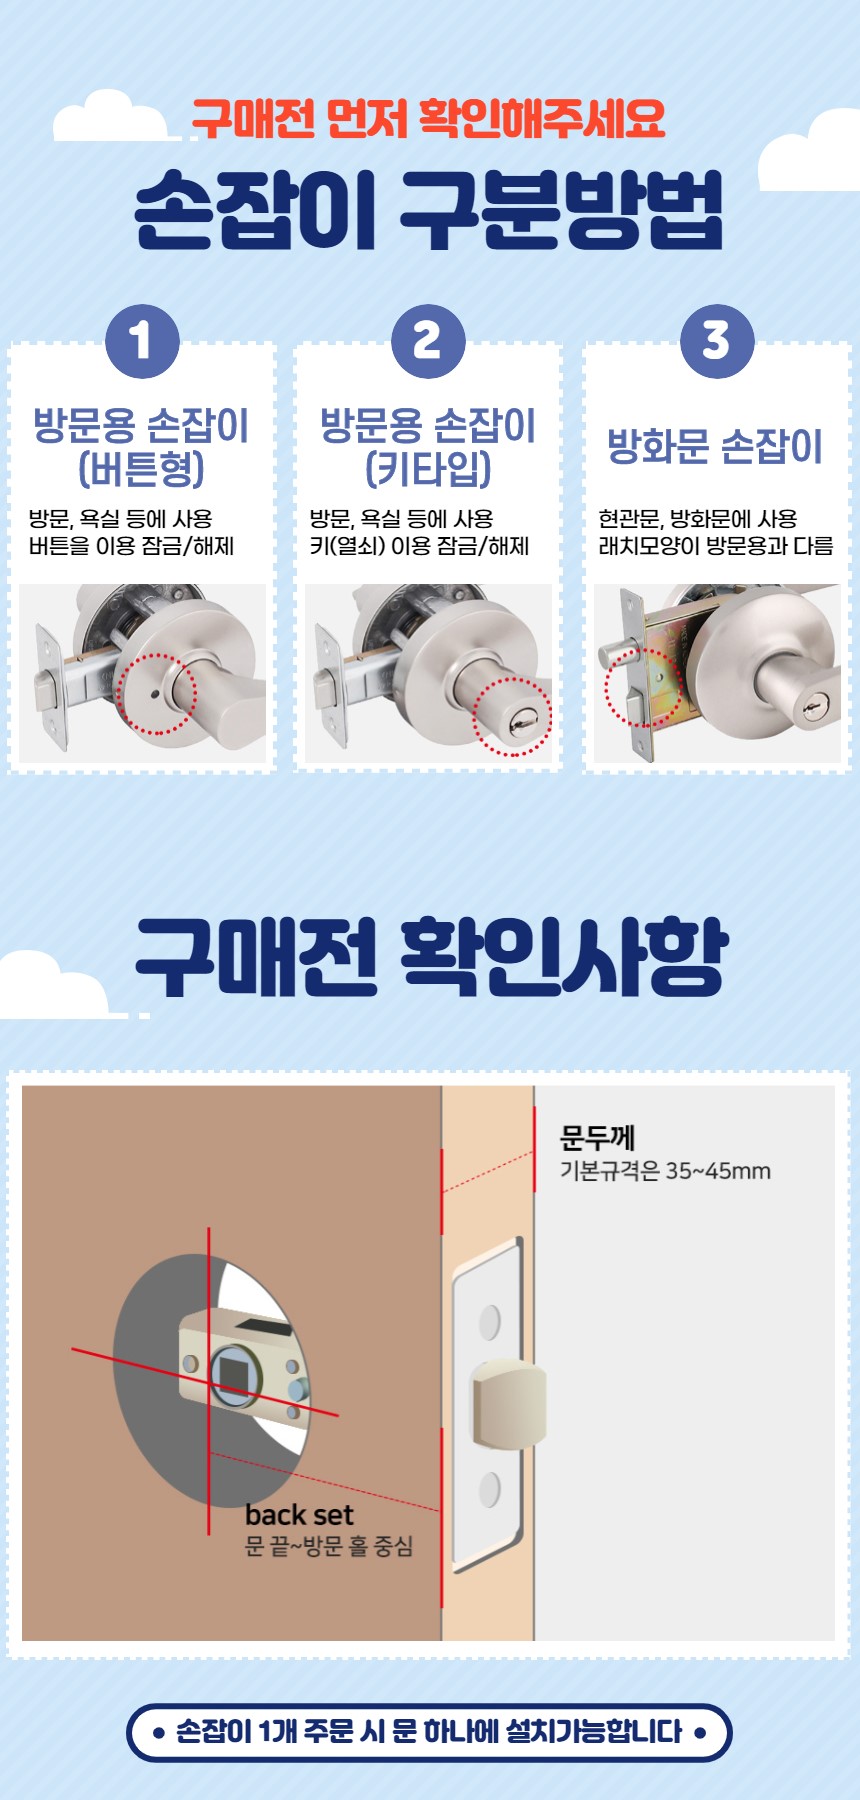 구매전 먼저 확인해주세요
손잡이 구분방법
1
방문용 손잡이
(버튼형)
방문, 욕실 등에 사용
버튼을 이용 잠금/해제
2
방문용 손잡이
(키타입)
방문, 욕실 등에 사용
키(열쇠) 이용 잠금/해제
3
방화문 손잡이
현관문, 방화문에 사용
래치모양이 방문용과 다름
구매전 확인사항
문두께
기본규격은 35~45mm
back set
문 끝~방문 홀 중심
• 손잡이 1개 주문 시 문 하나에 설치가능합니다 •